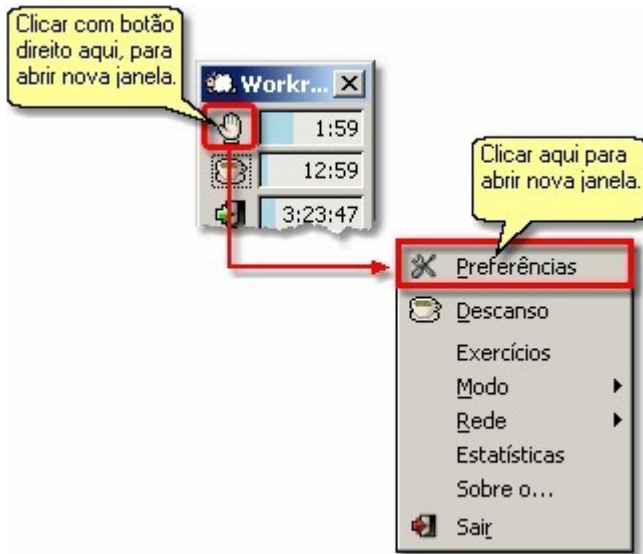 Clicar com botão
direito aqui, para
abrir nova janela.
Workr...
1:59
12:59
3:23:47
Clicar aqui para
abrir nova janela.
Preferências
Descanso
Exercícios
Modo
Rede
Estatísticas
Sobre o...
Sair